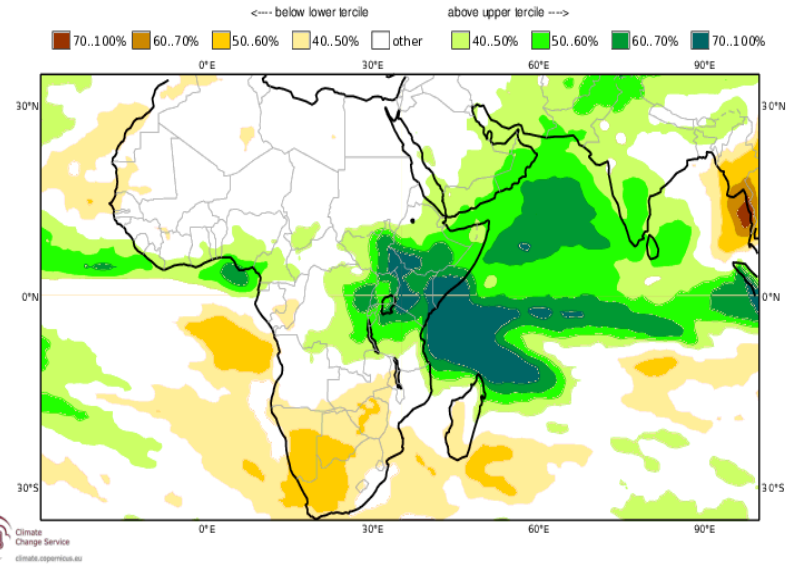 <---- below lower tercile above upper tercile ---->
70..100% 60..70% 50..60% 40..50% other 40..50% 50..60% 60..70% 70..100%
0°E 30°E 60°E 90°E
30°N 30°N
0°N 0°N
30°S 30°S
0°E 30°E 60°E 90°E
Climate
Change Service
climate.copernicus.eu